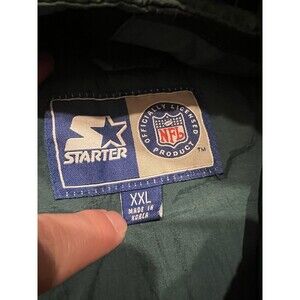 STARTER
OFFICIALLY LICENSED
NFL
PRODUCT
TM
XXL
MADE IN
KOREA